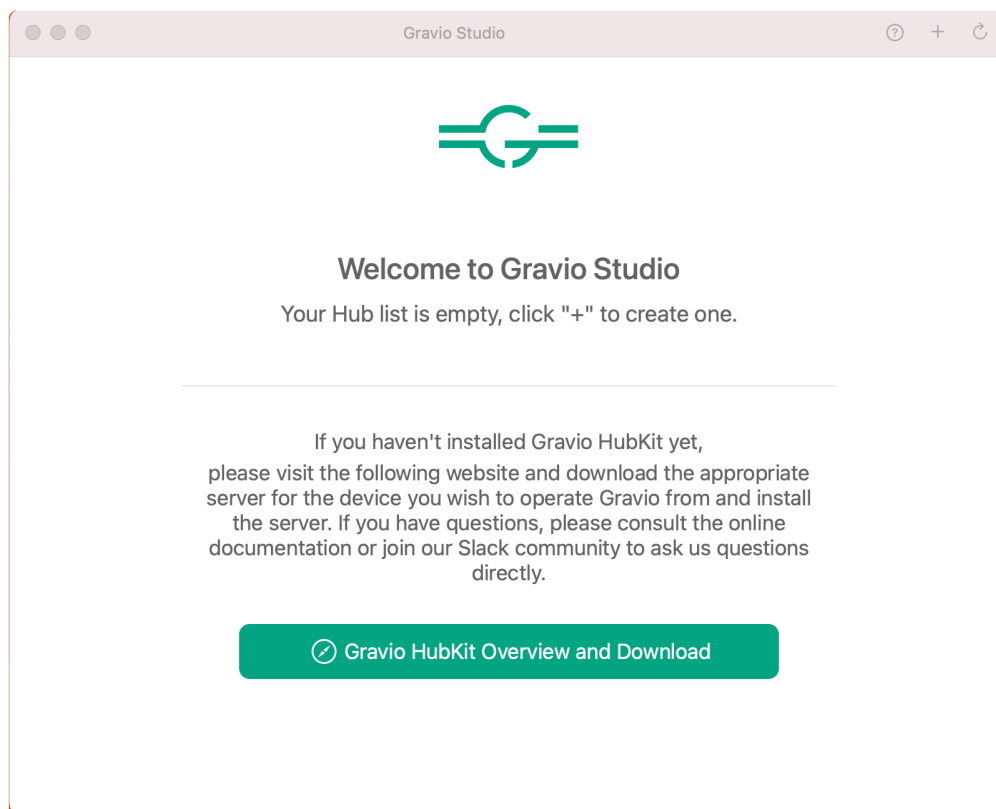 Gravio Studio
Welcome to Gravio Studio
Your Hub list is empty, click "+" to create one.
If you haven't installed Gravio HubKit yet,
please visit the following website and download the appropriate
server for the device you wish to operate Gravio from and install
the server. If you have questions, please consult the online
documentation or join our Slack community to ask us questions
directly.
Gravio HubKit Overview and Download